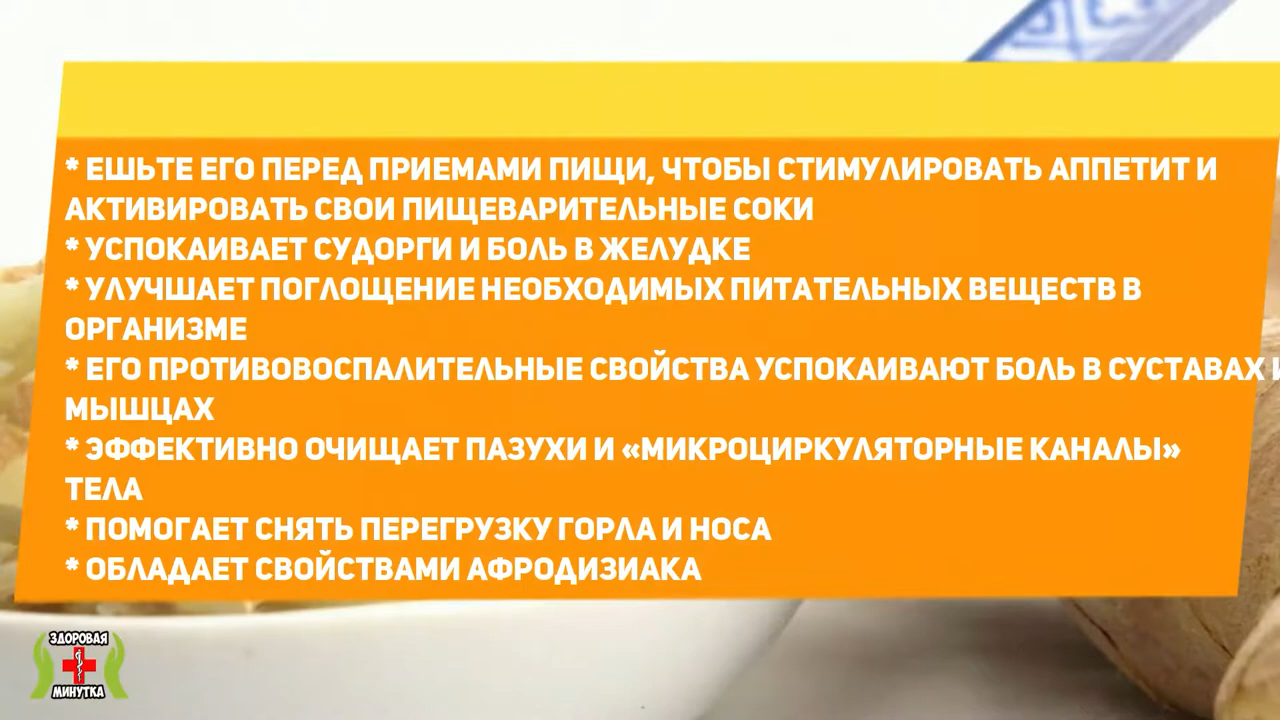 * ЕШЬТЕ ЕГО ПЕРЕД ПРИЕМАМИ ПИЩИ, ЧТОБЫ СТИМУЛИРОВАТЬ АППЕТИТ И
АКТИВИРОВАТЬ СВОИ ПИЩЕВАРИТЕЛЬНЫЕ СОКИ
* УСПОКАИВАЕТ СУДОРГИ И БОЛЬ В ЖЕЛУДКЕ
* УЛУЧШАЕТ ПОГЛОЩЕНИЕ НЕОБХОДИМЫХ ПИТАТЕЛЬНЫХ ВЕЩЕСТВ В
ОРГАНИЗМЕ
* ЕГО ПРОТИВОВОСПАЛИТЕЛЬНЫЕ СВОЙСТВА УСПОКАИВАЮТ БОЛЬ В СУСТАВАХ И
МЫШЦАХ
* ЭФФЕКТИВНО ОЧИЩАЕТ ПАЗУХИ И «МИКРОЦИРКУЛЯТОРНЫЕ КАНАЛЫ»
ТЕЛА
* ПОМОГАЕТ СНЯТЬ ПЕРЕГРУЗКУ ГОРЛА И НОСА
* ОБЛАДАЕТ СВОЙСТВАМИ АФРОДИЗИАКА
ЗДОРОВАЯ
МИНУТКА